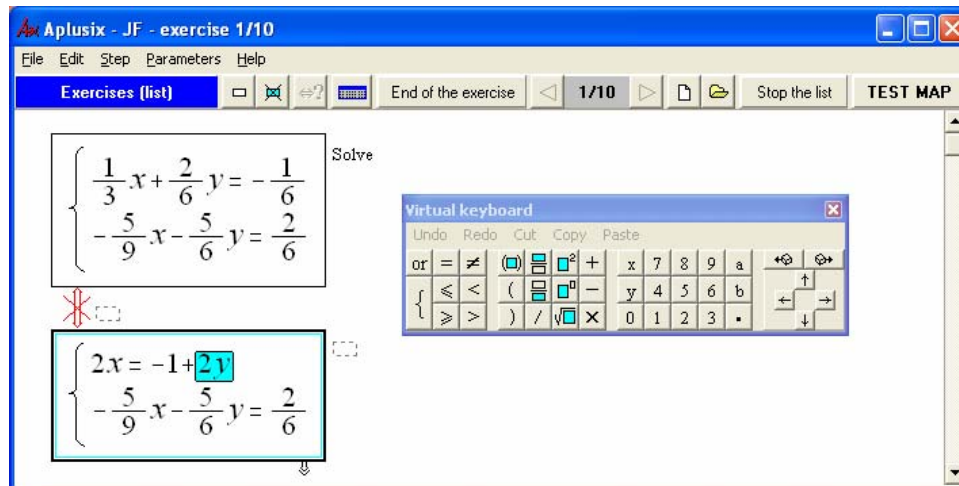 Aplusix - JF - exercise 1/10
File Edit Step Parameters Help
Exercises (list) ⇔? End of the exercise 1/10 Stop the list TEST MAP
Solve
1/3 x + 2/6 y = - 1/6
- 5/9 x - 5/6 y = 2/6
2x = -1+2y
- 5/9 x - 5/6 y = 2/6
Virtual keyboard
Undo Redo Cut Copy Paste
or = ≠ (□) □² + x 7 8 9 a
{ ⩽ < ( □ - y 4 5 6 b
⩾ > ) / √ × 0 1 2 3 .